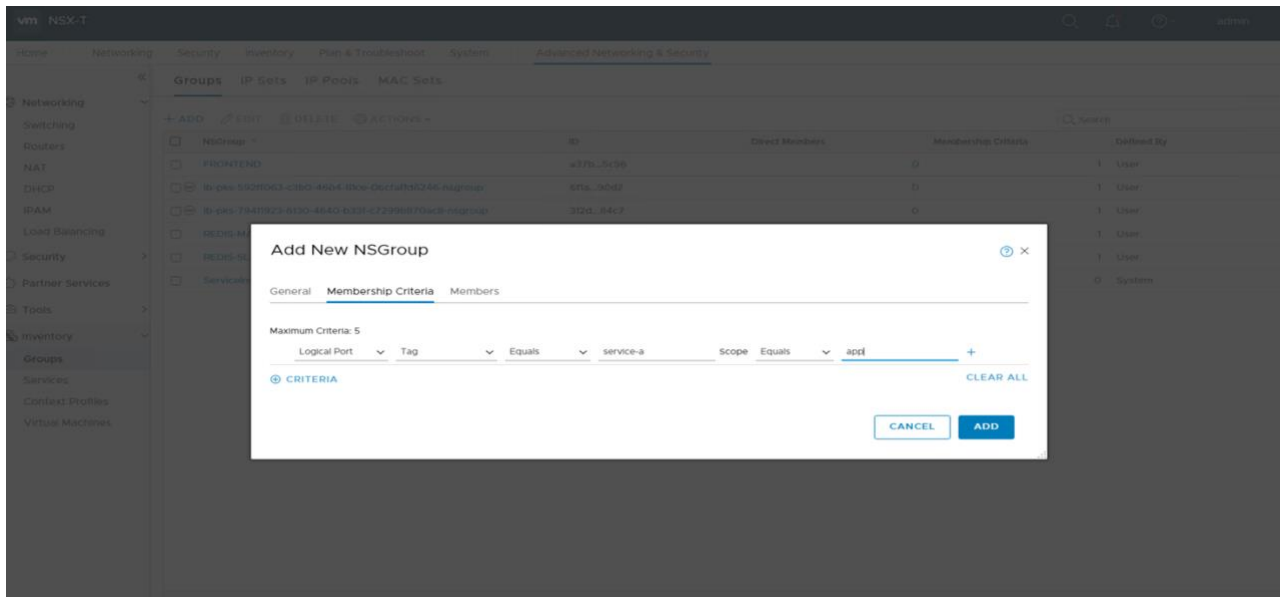 vm NSX-T admin
Home Networking Security Inventory Plan & Troubleshoot System Advanced Networking & Security
Groups IP Sets IP Pools MAC Sets
Networking
+ ADD EDIT DELETE ACTIONS
Search
Switching
NSGroup ID Direct Members Membership Criteria Defined By
Routers
FRONTEND 0 1 User
NAT
DHCP
0 1 User
IPAM
0 1 User
Load Balancing
1 User
Security
1 User
Partner Services
0 System
Tools
Inventory
Groups
Services
Context Profiles
Virtual Machines
Add New NSGroup
General Membership Criteria Members
Maximum Criteria: 5
Logical Port Tag Equals service-a Scope Equals app
CRITERIA CLEAR ALL
CANCEL ADD